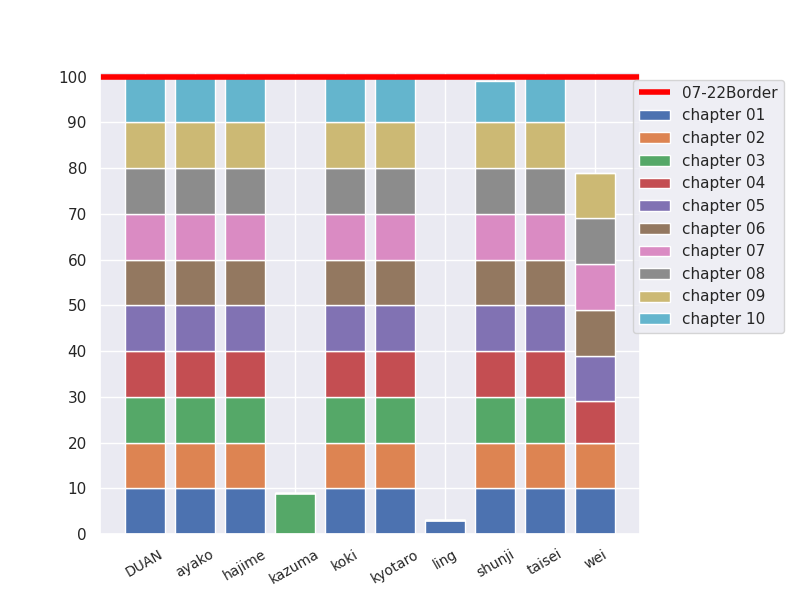 100
90
80
70
60
50
40
30
20
10
0
DUAN ayako hajime kazuma koki kyotaro ling shunji taisei wei
07-22Border
chapter 01
chapter 02
chapter 03
chapter 04
chapter 05
chapter 06
chapter 07
chapter 08
chapter 09
chapter 10